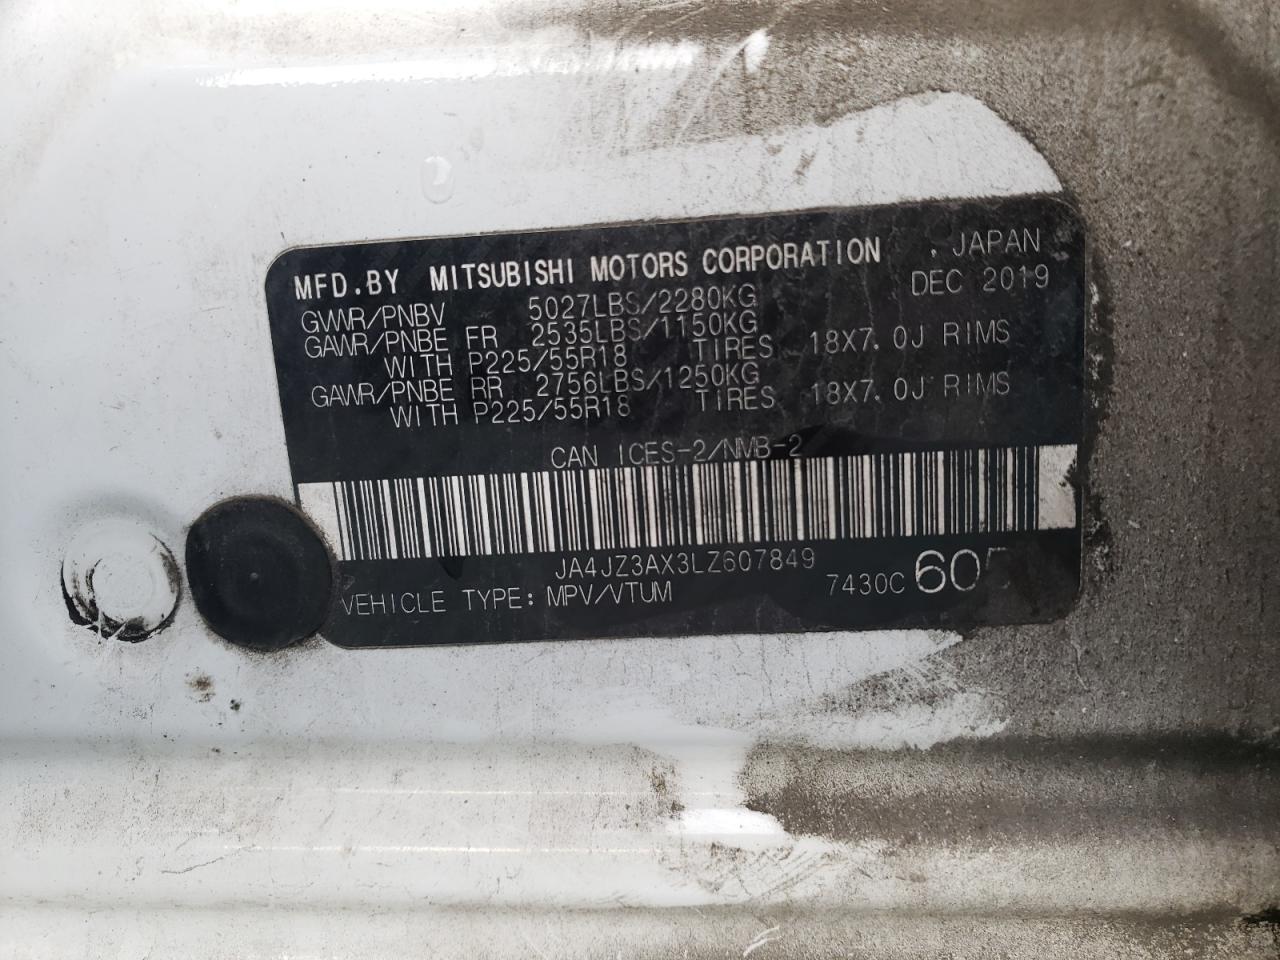 MFD.BY MITSUBISHI MOTORS CORPORATION , JAPAN
GVWR/PNBV 5027LBS/2280KG DEC 2019
GAWR/PNBE FR 2535LBS/1150KG
WITH P225/55R18 TIRES 18X7.0J RIMS
GAWR/PNBE RR 2756LBS/1250KG
WITH P225/55R18 TIRES 18X7.0J RIMS
CAN ICES-2/NMB-2
JA4JZ3AX3LZ607849
VEHICLE TYPE: MPV/VTUM 7430C